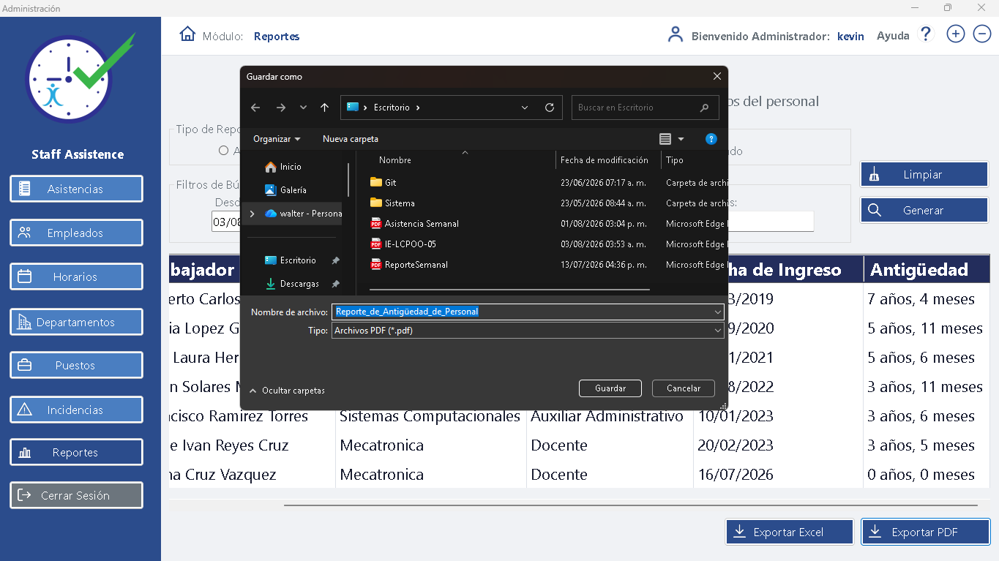 Administración
Módulo: Reportes
Bienvenido Administrador: kevin
Ayuda ?
Staff Assistence
Asistencias
Empleados
Horarios
Departamentos
Puestos
Incidencias
Reportes
Cerrar Sesión
os del personal
Tipo de Repo
A
do
Filtros de Bú
Desd
03/08
s:
Limpiar
Generar
Guardar como
Escritorio
Buscar en Escritorio
Organizar
Nueva carpeta
?
Inicio
Galería
walter - Persona
Escritorio
Descargas
Nombre Fecha de modificación Tipo
Git 23/06/2026 07:17 a. m. Carpeta de archi
Sistema 23/05/2026 08:44 a. m. Carpeta de archi
PDF Asistencia Semanal 01/08/2026 03:04 p. m. Microsoft Edge
PDF IE-LCPOO-05 03/08/2026 03:53 a. m. Microsoft Edge
PDF ReporteSemanal 13/07/2026 04:36 p. m. Microsoft Edge
Nombre de archivo: Reporte_de_Antigüedad_de_Personal
Tipo: Archivos PDF (*.pdf)
Ocultar carpetas
Guardar
Cancelar
bajador ha de Ingreso Antigüedad
erto Carlos 3/2019 7 años, 4 meses
ia Lopez G 9/2020 5 años, 11 meses
Laura Her 1/2021 5 años, 6 meses
n Solares M 8/2022 3 años, 11 meses
ncisco Ramirez Torres Sistemas Computacionales Auxiliar Administrativo 10/01/2023 3 años, 6 meses
e Ivan Reyes Cruz Mecatronica Docente 20/02/2023 3 años, 5 meses
na Cruz Vazquez Mecatronica Docente 16/07/2026 0 años, 0 meses
Exportar Excel
Exportar PDF